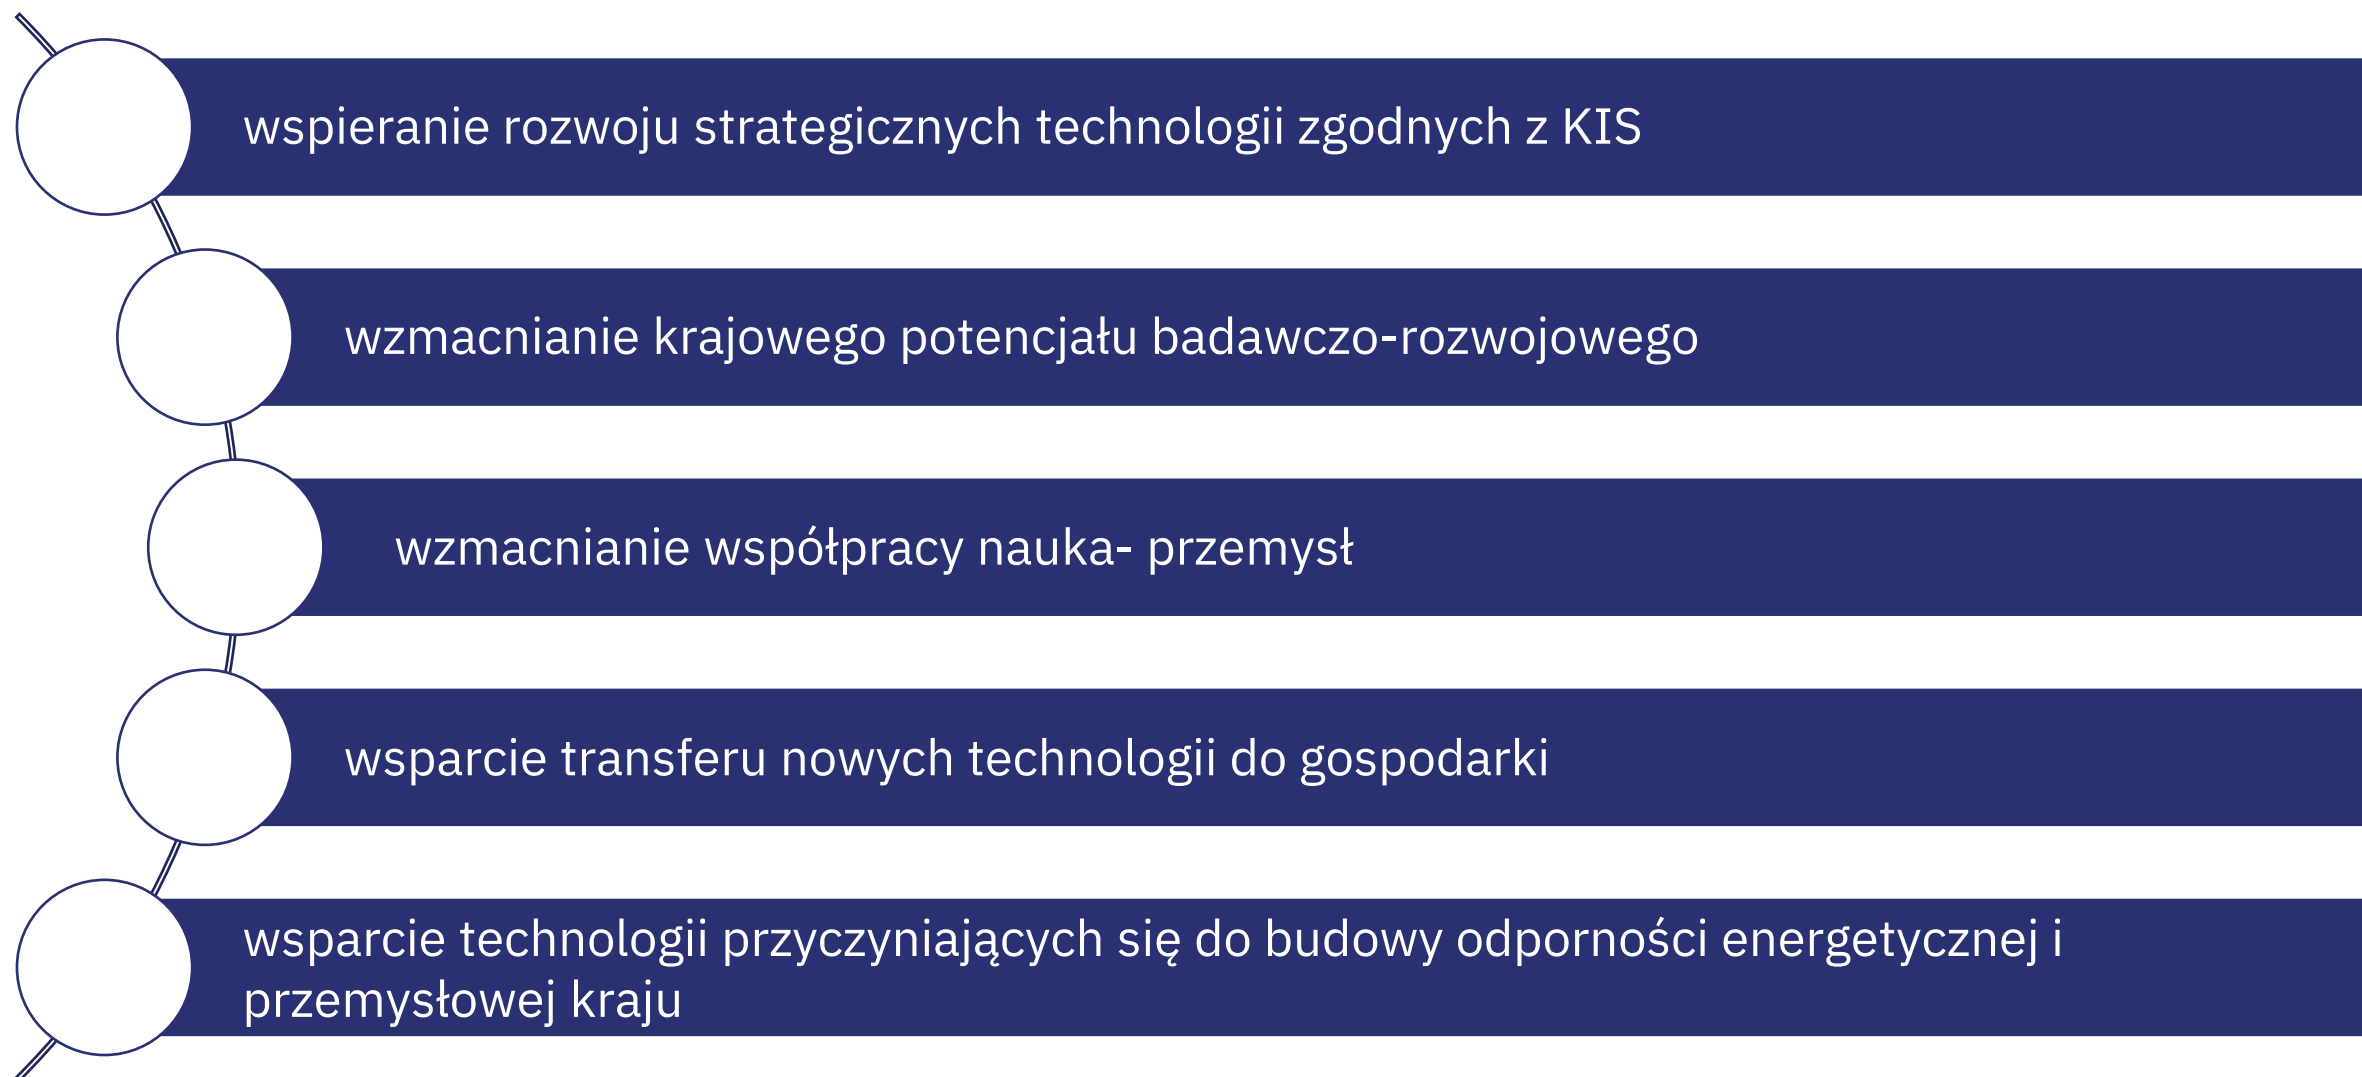 wspieranie rozwoju strategicznych technologii zgodnych z KIS
wzmacnianie krajowego potencjału badawczo-rozwojowego
wzmacnianie współpracy nauka- przemysł
wsparcie transferu nowych technologii do gospodarki
wsparcie technologii przyczyniających się do budowy odporności energetycznej i
przemysłowej kraju